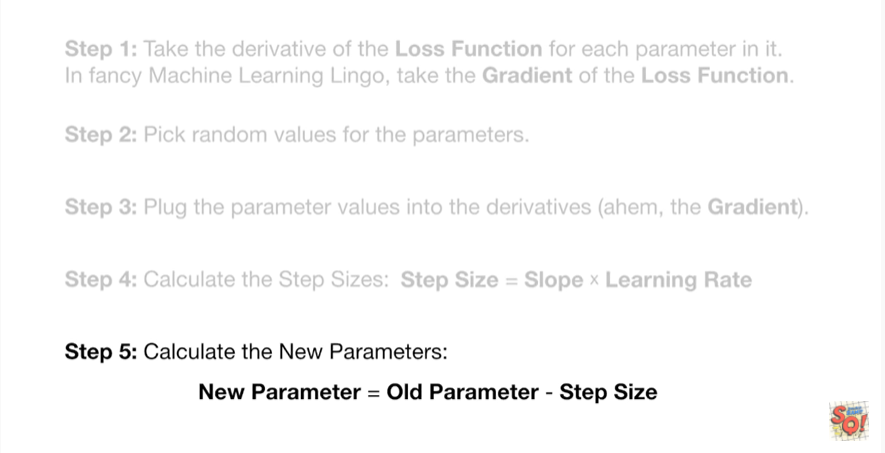 Step 1: Take the derivative of the Loss Function for each parameter in it.
In fancy Machine Learning Lingo, take the Gradient of the Loss Function.
Step 2: Pick random values for the parameters.
Step 3: Plug the parameter values into the derivatives (ahem, the Gradient).
Step 4: Calculate the Step Sizes: Step Size = Slope × Learning Rate
Step 5: Calculate the New Parameters:
New Parameter = Old Parameter - Step Size
SQ!